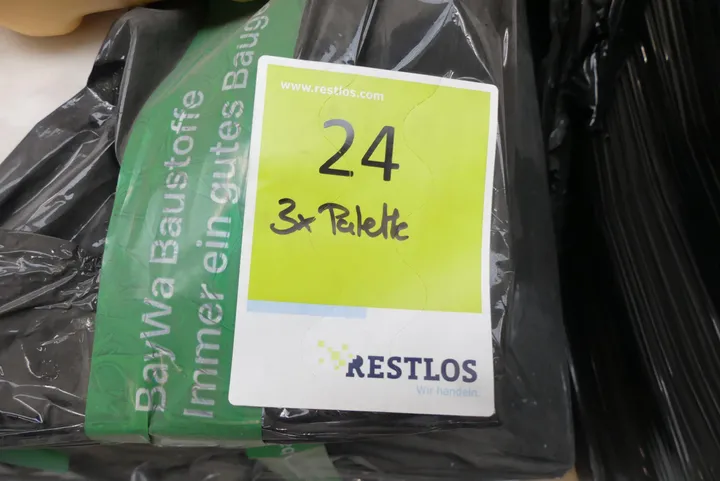 BayWa Baustoffe
Immer ein gutes Baug
www.restlos.com
24
3x Palette
RESTLOS
Wir handeln.